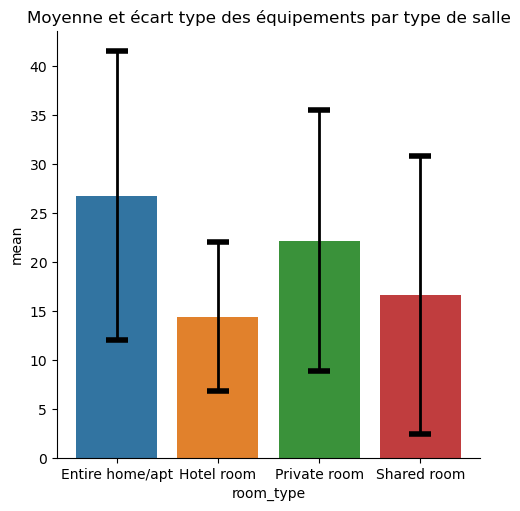 Moyenne et écart type des équipements par type de salle
40
35
30
25
20
15
10
5
0
mean
Entire home/apt Hotel room Private room Shared room
room_type